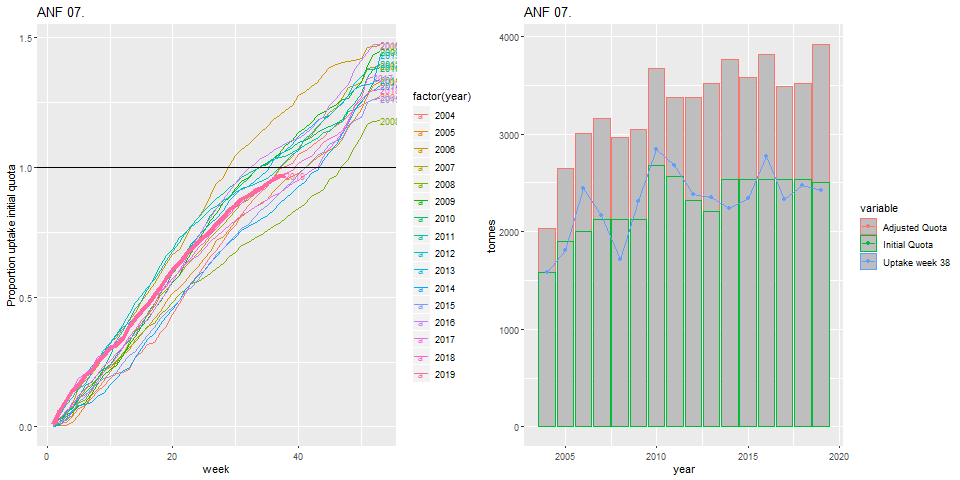 ANF 07.
Proportion uptake initial quota
1.5
1.0
0.5
0.0
0
20
40
week
2008
factor(year)
a 2004
a 2005
a 2006
a 2007
a 2008
a 2009
a 2010
a 2011
a 2012
a 2013
a 2014
a 2015
a 2016
a 2017
a 2018
a 2019
ANF 07.
tonnes
4000
3000
2000
1000
0
2005
2010
2015
2020
year
variable
Adjusted Quota
Initial Quota
Uptake week 38